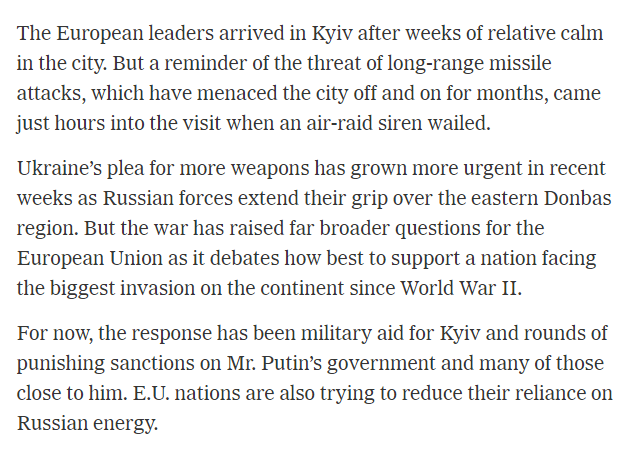 The European leaders arrived in Kyiv after weeks of relative calm
in the city. But a reminder of the threat of long-range missile
attacks, which have menaced the city off and on for months, came
just hours into the visit when an air-raid siren wailed.
Ukraine’s plea for more weapons has grown more urgent in recent
weeks as Russian forces extend their grip over the eastern Donbas
region. But the war has raised far broader questions for the
European Union as it debates how best to support a nation facing
the biggest invasion on the continent since World War II.
For now, the response has been military aid for Kyiv and rounds of
punishing sanctions on Mr. Putin’s government and many of those
close to him. E.U. nations are also trying to reduce their reliance on
Russian energy.